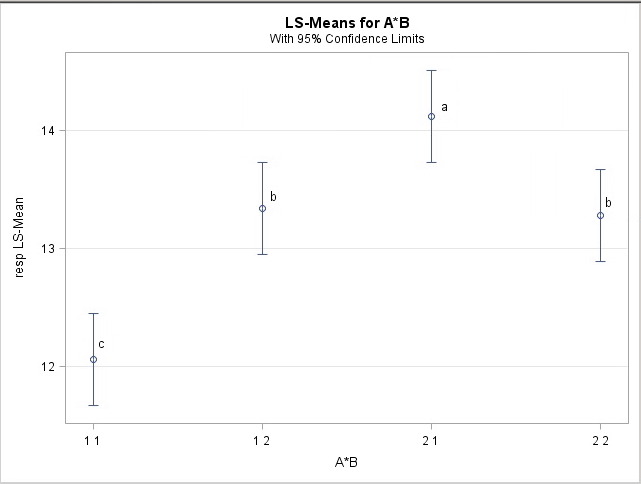 LS-Means for A*B
With 95% Confidence Limits
14
13
12
resp LS-Mean
a
b
b
c
1 1
1 2
2 1
2 2
A*B